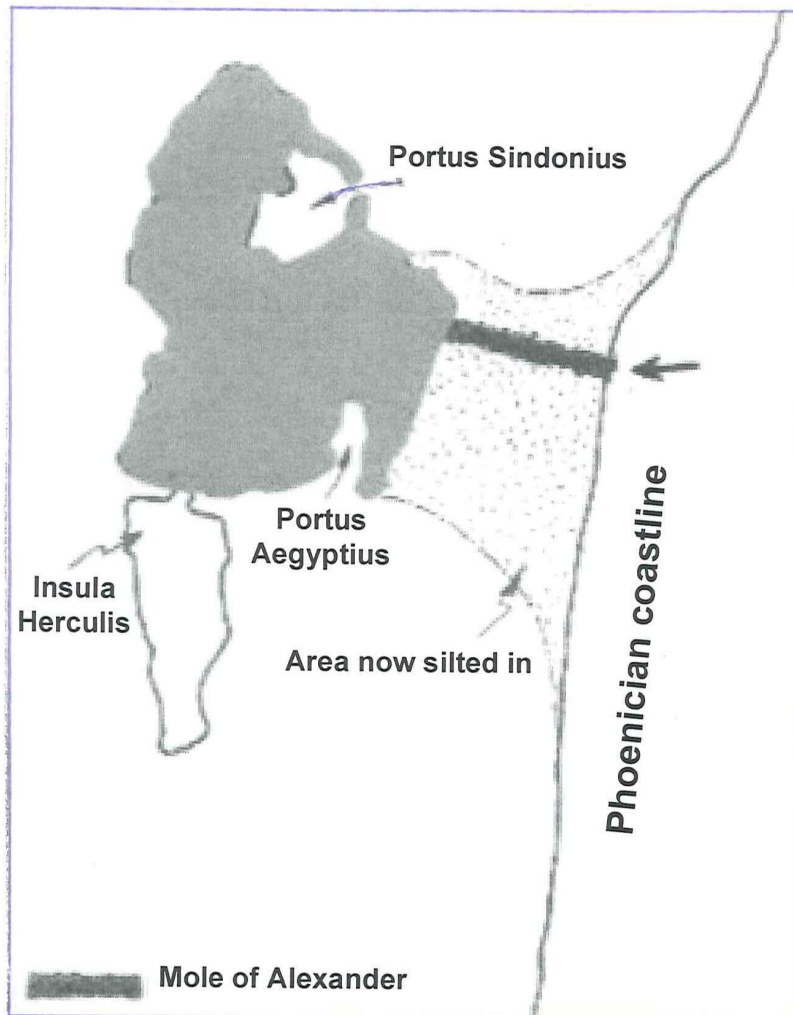 Portus Sindonius
Portus
Aegyptius
Insula
Herculis
Area now silted in
Phoenician coastline
Mole of Alexander